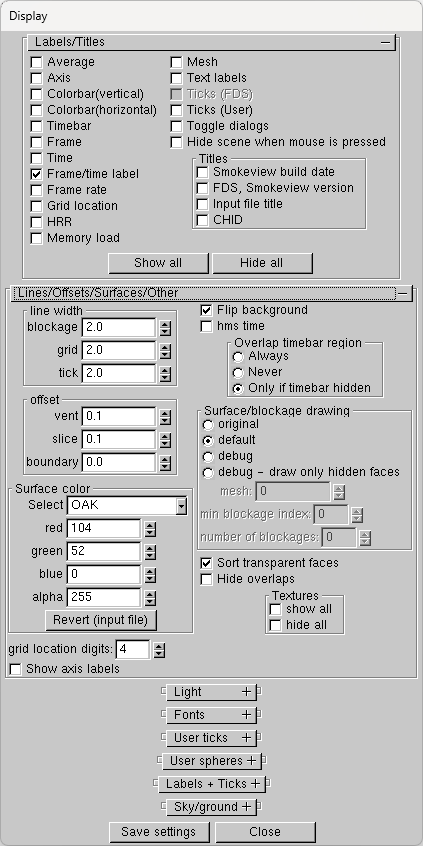 Display
Labels/Titles
Average
Axis
Colorbar(vertical)
Colorbar(horizontal)
Timebar
Frame
Time
Frame/time label
Frame rate
Grid location
HRR
Memory load
Mesh
Text labels
Ticks (FDS)
Ticks (User)
Toggle dialogs
Hide scene when mouse is pressed
Titles
Smokeview build date
FDS, Smokeview version
Input file title
CHID
Show all
Hide all
Lines/Offsets/Surfaces/Other
line width
blockage 2.0
grid 2.0
tick 2.0
offset
vent 0.1
slice 0.1
boundary 0.0
Surface color
Select OAK
red 104
green 52
blue 0
alpha 255
Revert (input file)
grid location digits: 4
Show axis labels
Flip background
hms time
Overlap timebar region
Always
Never
Only if timebar hidden
Surface/blockage drawing
original
default
debug
debug - draw only hidden faces
mesh: 0
min blockage index: 0
number of blockages: 0
Sort transparent faces
Hide overlaps
Textures
show all
hide all
Light +
Fonts +
User ticks +
User spheres +
Labels + Ticks +
Sky/ground +
Save settings
Close